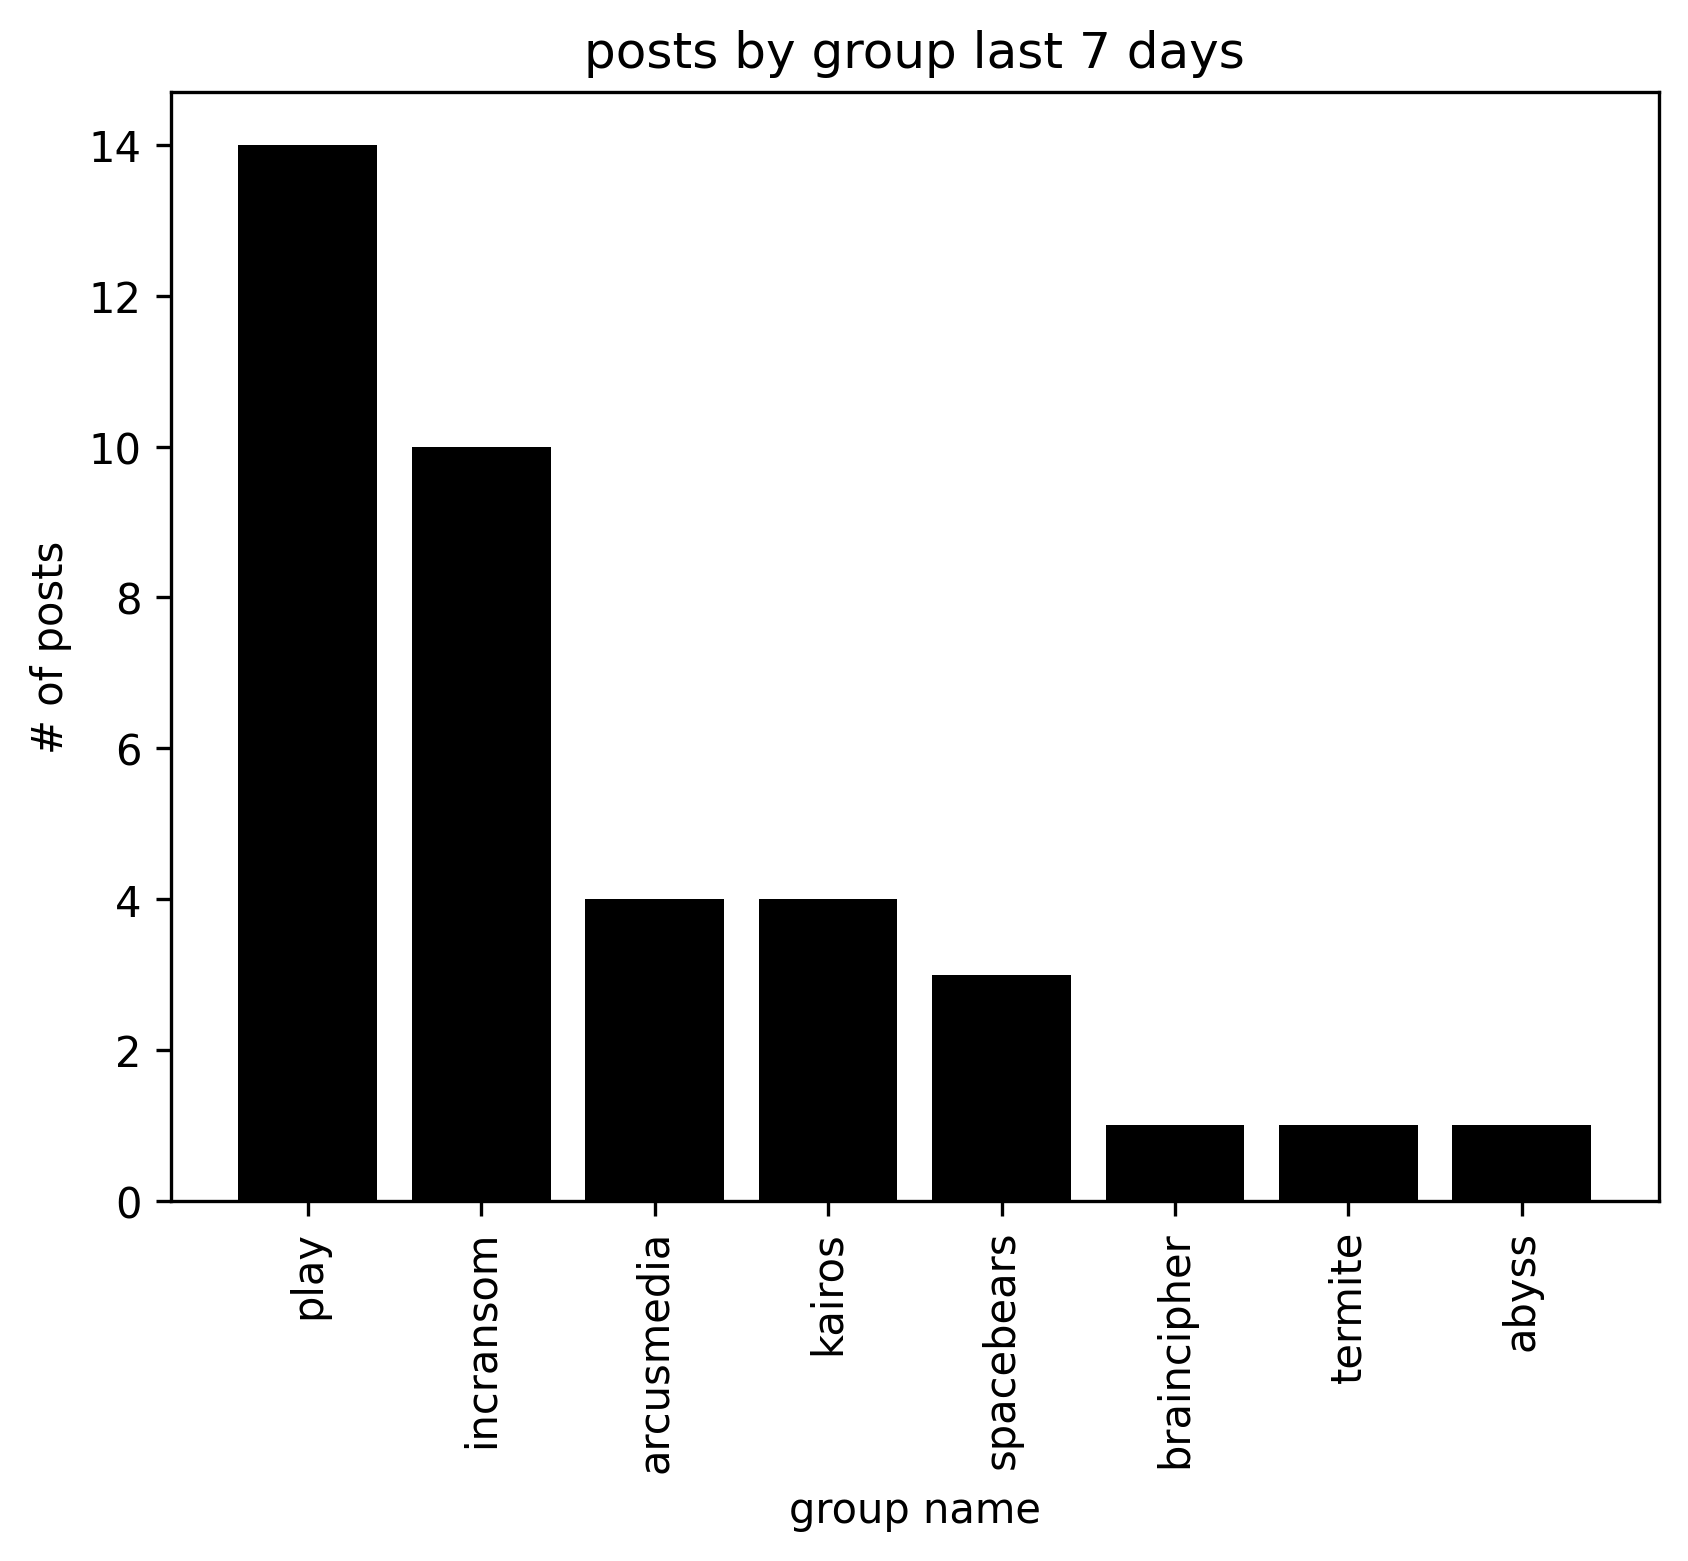 posts by group last 7 days
# of posts
14
12
10
8
6
4
2
0
play
incransom
arcusmedia
kairos
spacebears
braincipher
termite
abyss
group name